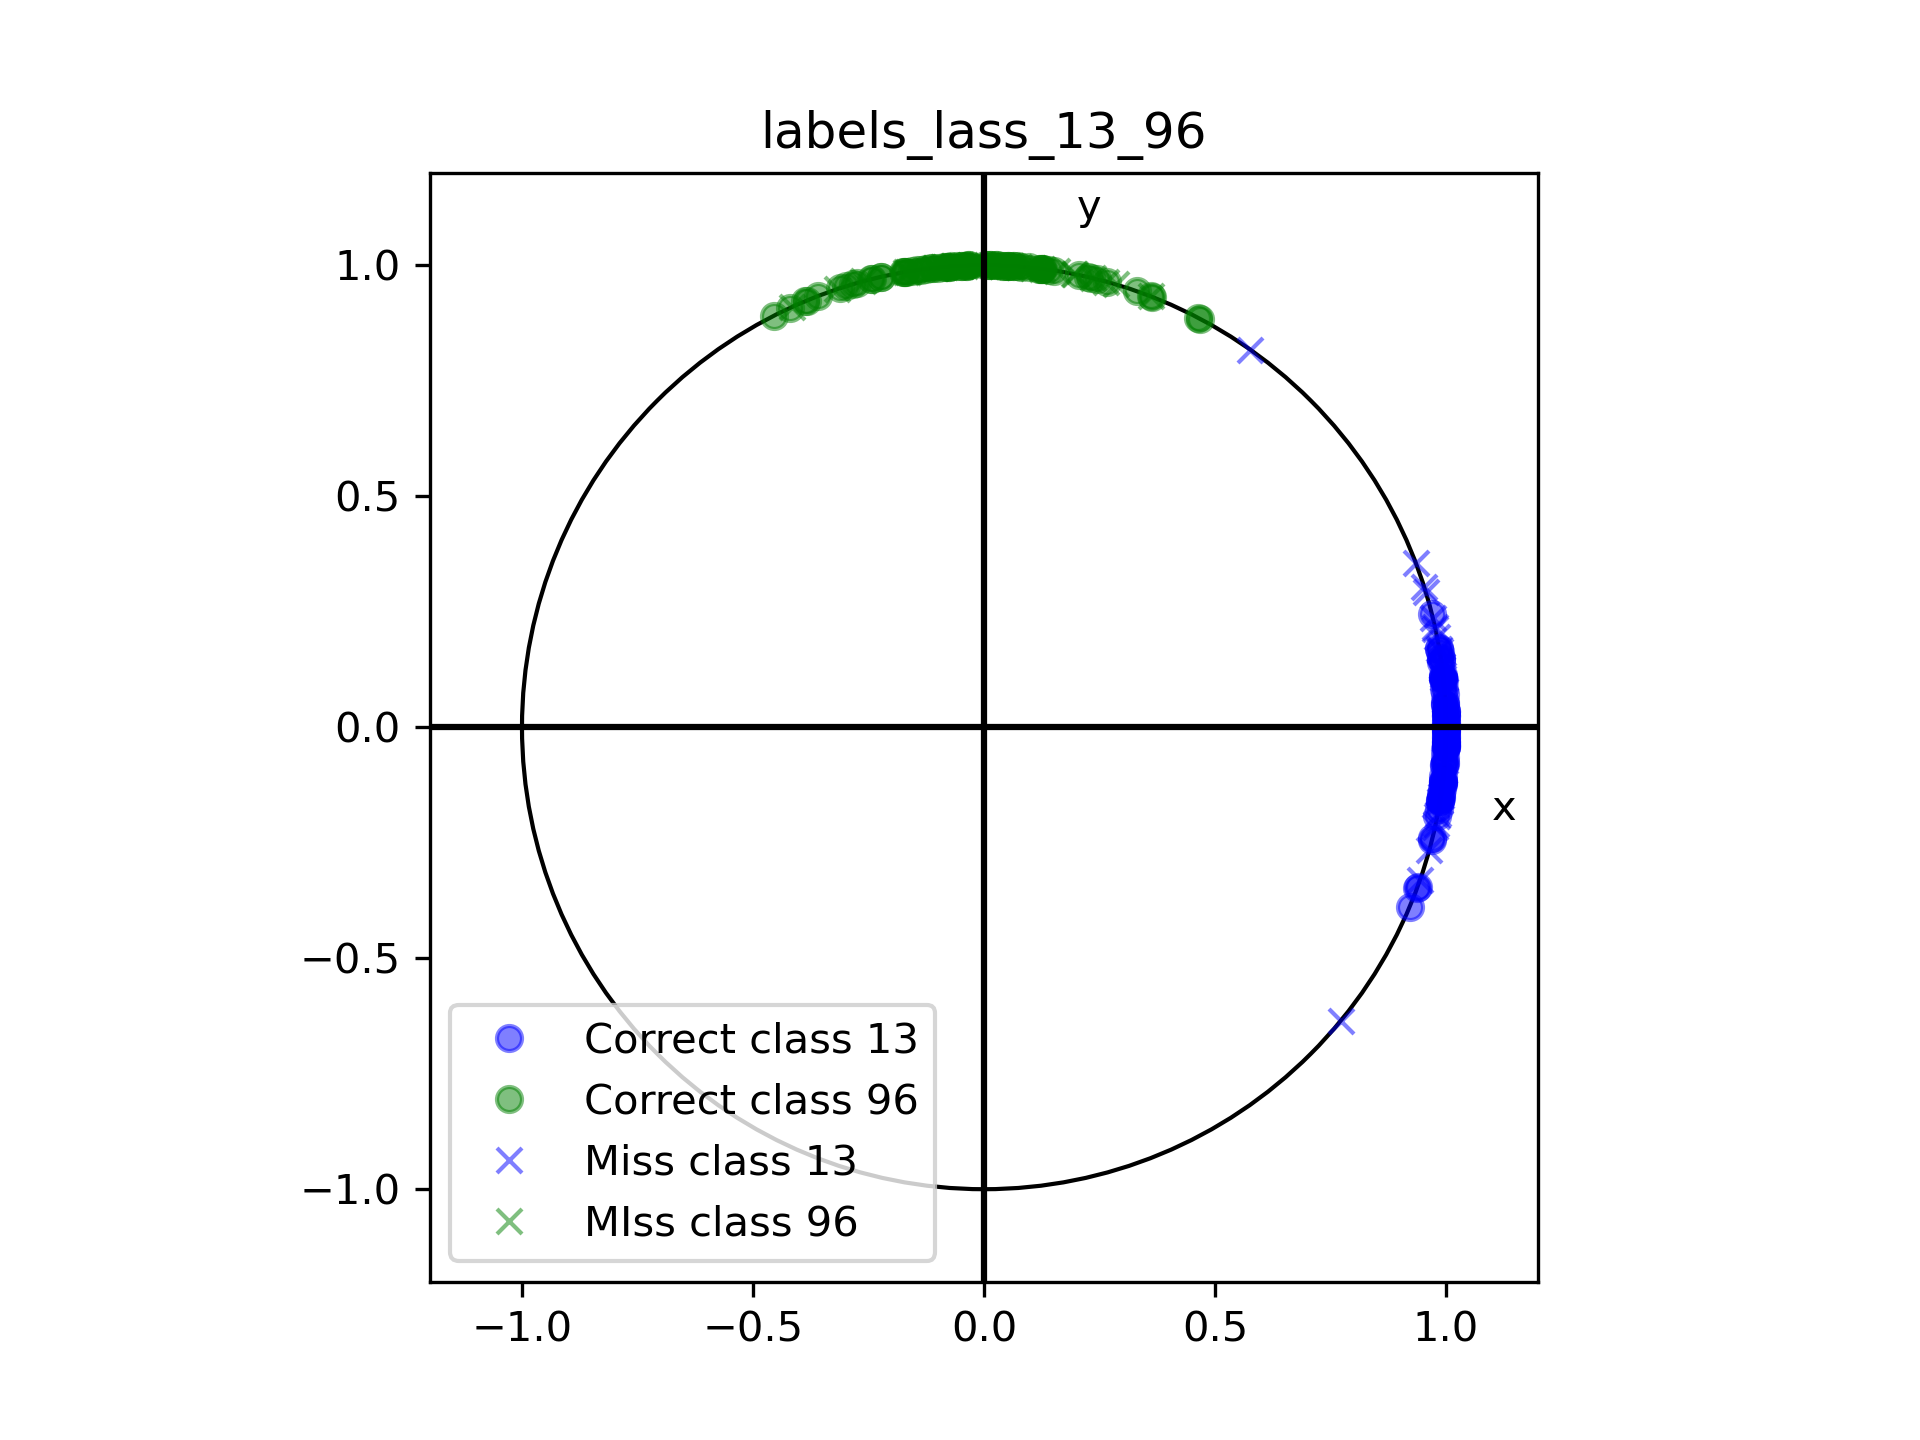 labels_lass_13_96
y
1.0
0.5
0.0
x
−0.5
−1.0
Correct class 13
Correct class 96
Miss class 13
MIss class 96
−1.0 −0.5 0.0 0.5 1.0